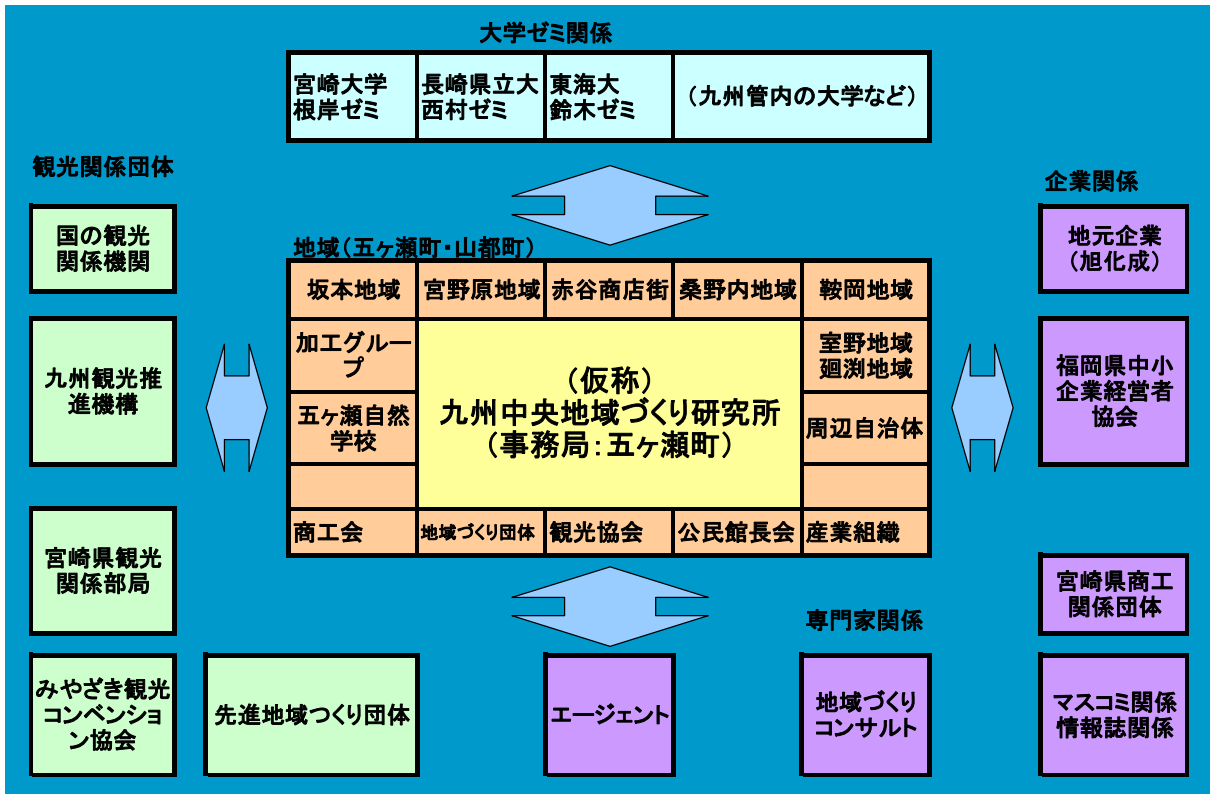 大学ゼミ関係
宮崎大学
根岸ゼミ
長崎県立大
西村ゼミ
東海大
鈴木ゼミ
（九州管内の大学など）
観光関係団体
国の観光
関係機関
九州観光推
進機構
宮崎県観光
関係部局
みやざき観光
コンベンショ
ン協会
先進地域つくり団体
地域（五ヶ瀬町・山都町）
坂本地域
宮野原地域
赤谷商店街
桑野内地域
鞍岡地域
加工グルー
プ
五ヶ瀬自然
学校
（仮称）
九州中央地域づくり研究所
（事務局：五ヶ瀬町）
室野地域
廻渕地域
周辺自治体
商工会
地域づくり団体
観光協会
公民館長会
産業組織
企業関係
地元企業
（旭化成）
福岡県中小
企業経営者
協会
宮崎県商工
関係団体
マスコミ関係
情報誌関係
専門家関係
エージェント
地域づくり
コンサルト